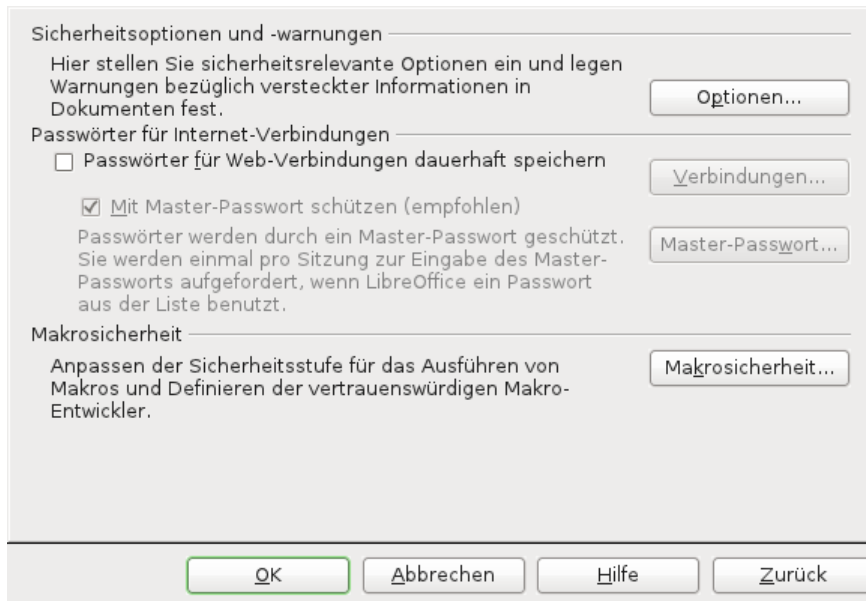 Sicherheitsoptionen und -warnungen
Hier stellen Sie sicherheitsrelevante Optionen ein und legen
Warnungen bezüglich versteckter Informationen in
Dokumenten fest.
Optionen...
Passwörter für Internet-Verbindungen
Passwörter für Web-Verbindungen dauerhaft speichern
Verbindungen...
Mit Master-Passwort schützen (empfohlen)
Passwörter werden durch ein Master-Passwort geschützt.
Sie werden einmal pro Sitzung zur Eingabe des Master-
Passworts aufgefordert, wenn LibreOffice ein Passwort
aus der Liste benutzt.
Master-Passwort...
Makrosicherheit
Anpassen der Sicherheitsstufe für das Ausführen von
Makros und Definieren der vertrauenswürdigen Makro-
Entwickler.
Makrosicherheit...
OK
Abbrechen
Hilfe
Zurück